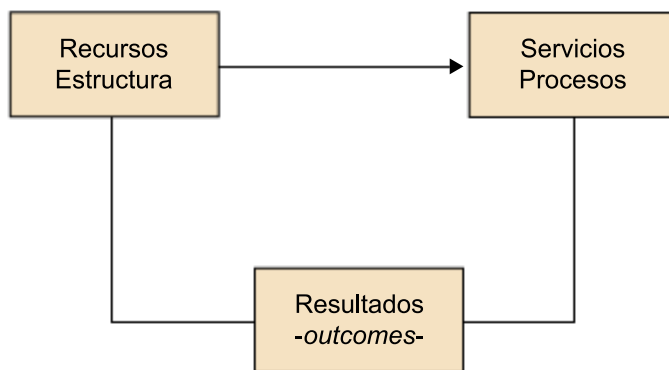 Recursos
Estructura
Servicios
Procesos
Resultados
-outcomes-